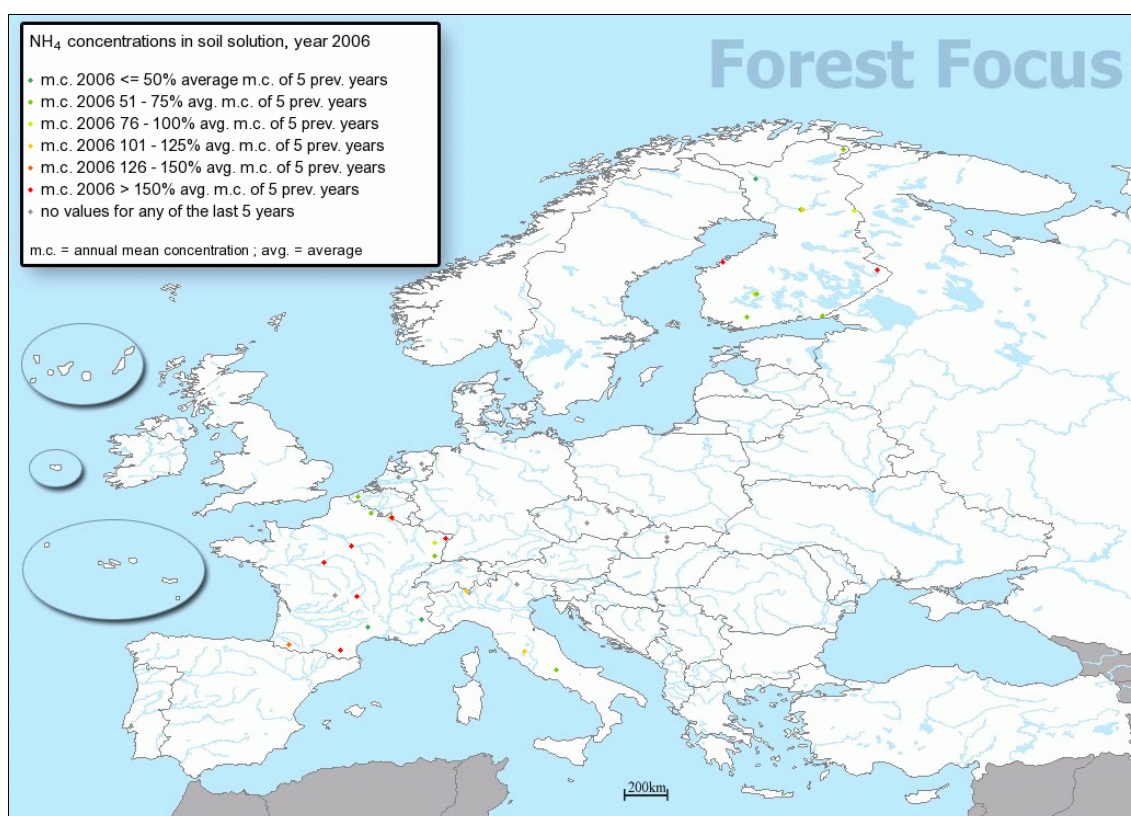 NH₄ concentrations in soil solution, year 2006
m.c. 2006 <= 50% average m.c. of 5 prev. years
m.c. 2006 51 - 75% avg. m.c. of 5 prev. years
m.c. 2006 76 - 100% avg. m.c. of 5 prev. years
m.c. 2006 101 - 125% avg. m.c. of 5 prev. years
m.c. 2006 126 - 150% avg. m.c. of 5 prev. years
m.c. 2006 > 150% avg. m.c. of 5 prev. years
no values for any of the last 5 years
m.c. = annual mean concentration ; avg. = average
Forest Focus
200km